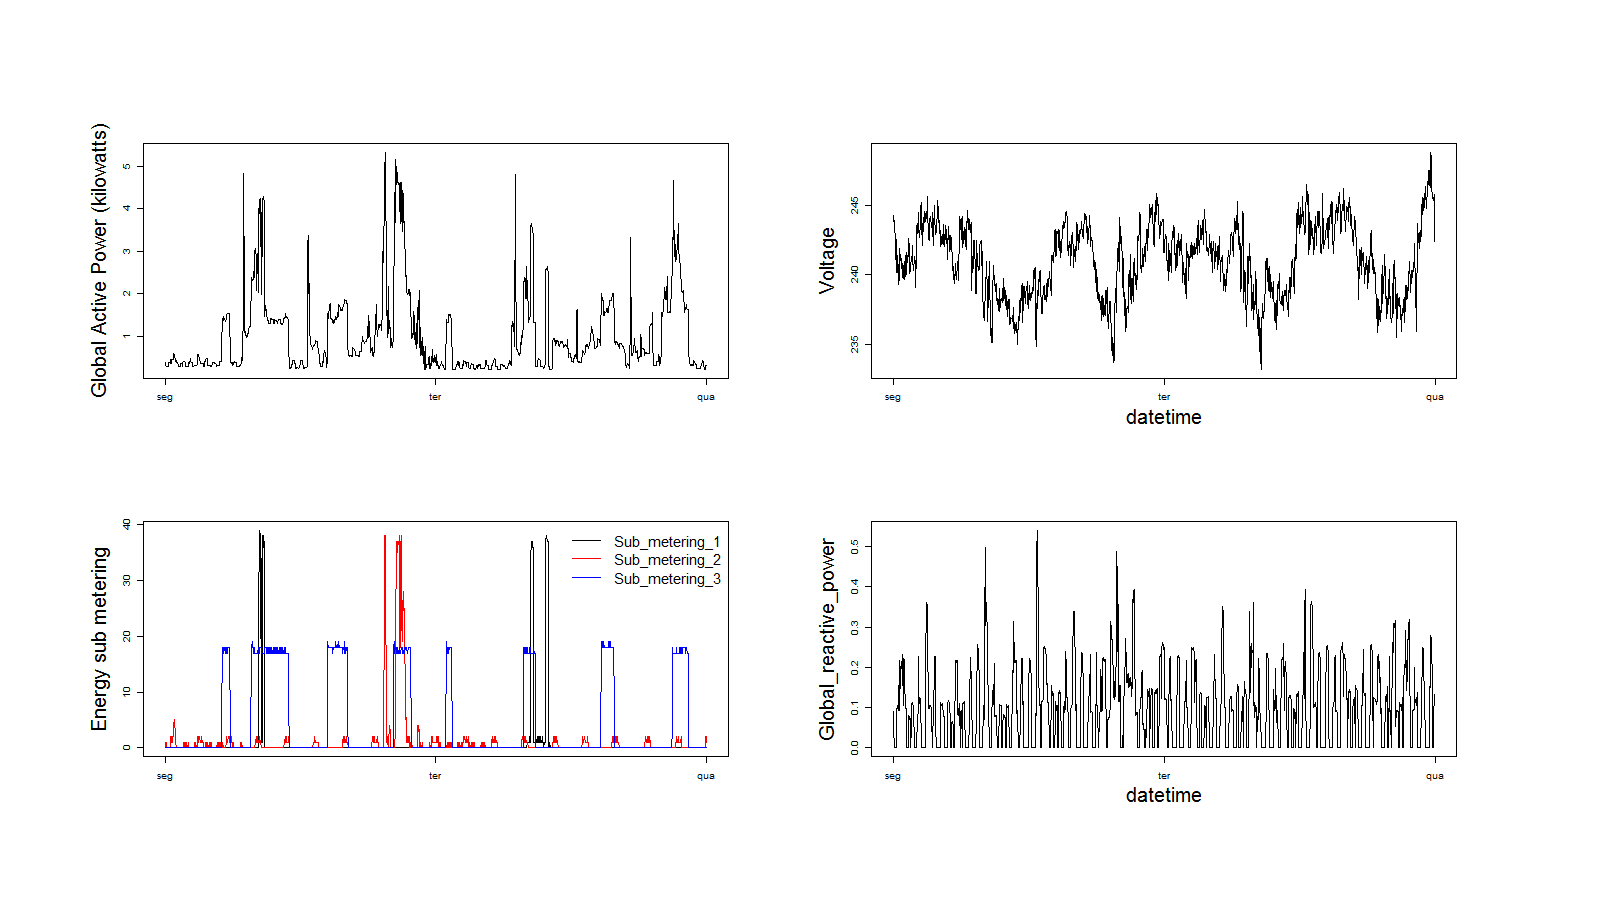 Global Active Power (kilowatts)
5
4
3
2
1
seg
ter
qua
Voltage
245
240
235
seg
ter
qua
datetime
Energy sub metering
40
30
20
10
0
Sub_metering_1
Sub_metering_2
Sub_metering_3
seg
ter
qua
Global_reactive_power
0.5
0.4
0.3
0.2
0.1
0.0
seg
ter
qua
datetime